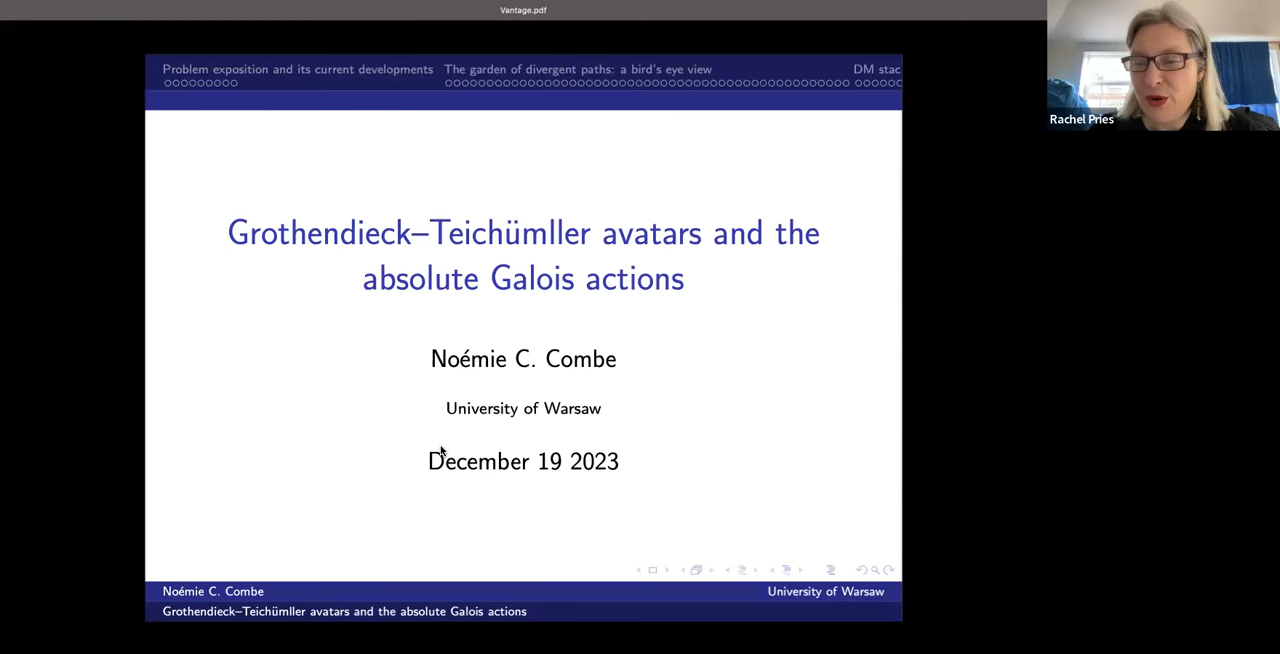 Vantage.pdf
Problem exposition and its current developments The garden of divergent paths: a bird's eye view DM stac
Rachel Pries
Grothendieck–Teichümller avatars and the
absolute Galois actions
Noémie C. Combe
University of Warsaw
December 19 2023
Noémie C. Combe University of Warsaw
Grothendieck–Teichümller avatars and the absolute Galois actions